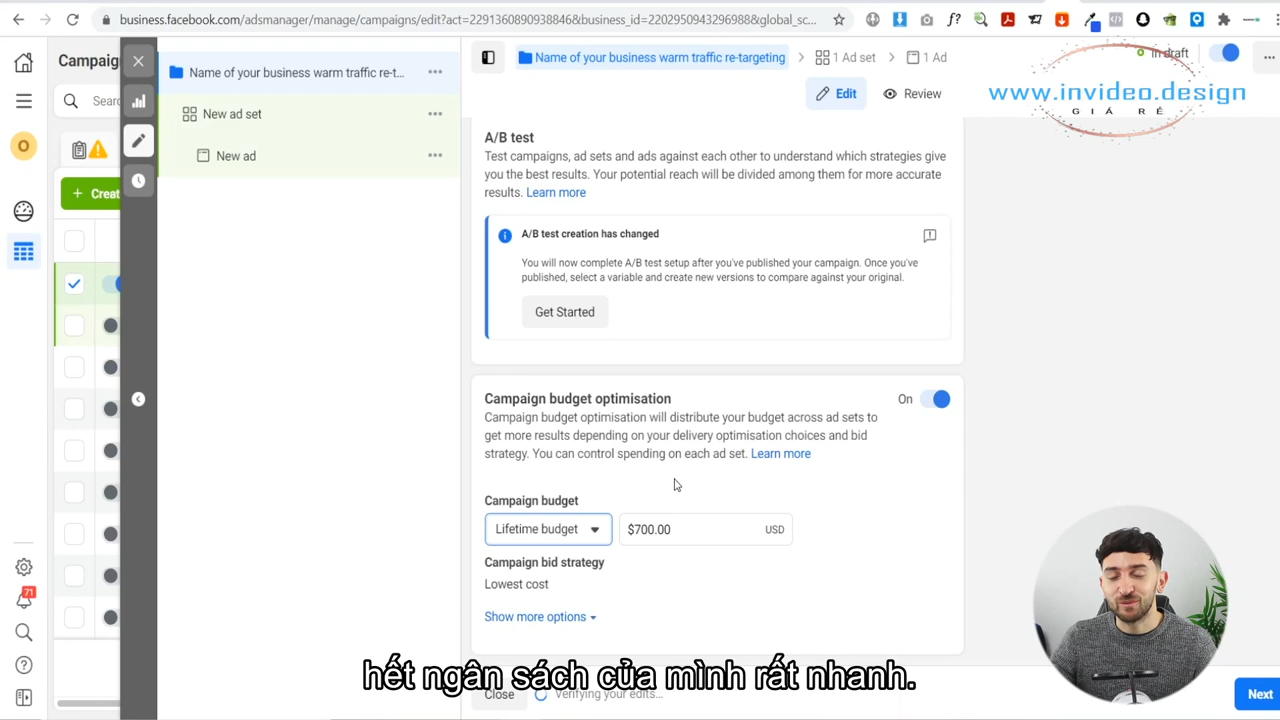 business.facebook.com/adsmanager/manage/campaigns/edit?act=2291360890938846&business_id=22029509432969888&global_sc...
Campaig
Searc
O
+ Creat
71
Name of your business warm traffic re-t...
New ad set
New ad
Name of your business warm traffic re-targeting
1 Ad set
1 Ad
In draft
Edit
Review
www.invideo.design
GIÁ RẺ
A/B test
Test campaigns, ad sets and ads against each other to understand which strategies give
you the best results. Your potential reach will be divided among them for more accurate
results. Learn more
A/B test creation has changed
You will now complete A/B test setup after you've published your campaign. Once you've
published, select a variable and create new versions to compare against your original.
Get Started
Campaign budget optimisation
On
Campaign budget optimisation will distribute your budget across ad sets to
get more results depending on your delivery optimisation choices and bid
strategy. You can control spending on each ad set. Learn more
Campaign budget
Lifetime budget
$700.00
USD
Campaign bid strategy
Lowest cost
Show more options
hết ngân sách của mình rất nhanh.
Close
Verifying your edits...
Next